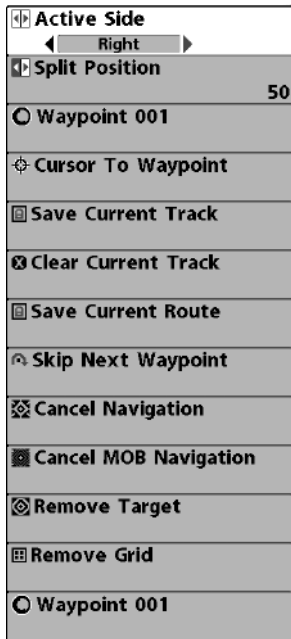 Active Side
Right
Split Position
50
Waypoint 001
Cursor To Waypoint
Save Current Track
Clear Current Track
Save Current Route
Skip Next Waypoint
Cancel Navigation
Cancel MOB Navigation
Remove Target
Remove Grid
Waypoint 001